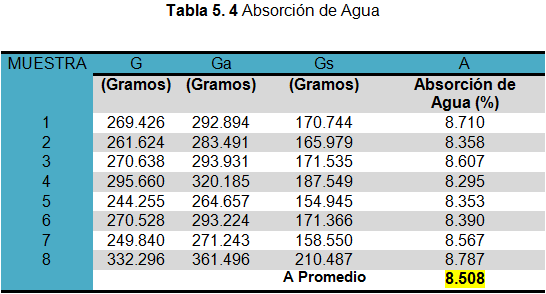 Tabla 5. 4 Absorción de Agua
MUESTRA G Ga Gs A
(Gramos) (Gramos) (Gramos) Absorción de
Agua (%)
1 269.426 292.894 170.744 8.710
2 261.624 283.491 165.979 8.358
3 270.638 293.931 171.535 8.607
4 295.660 320.185 187.549 8.295
5 244.255 264.657 154.945 8.353
6 270.528 293.224 171.366 8.390
7 249.840 271.243 158.550 8.567
8 332.296 361.496 210.487 8.787
A Promedio 8.508